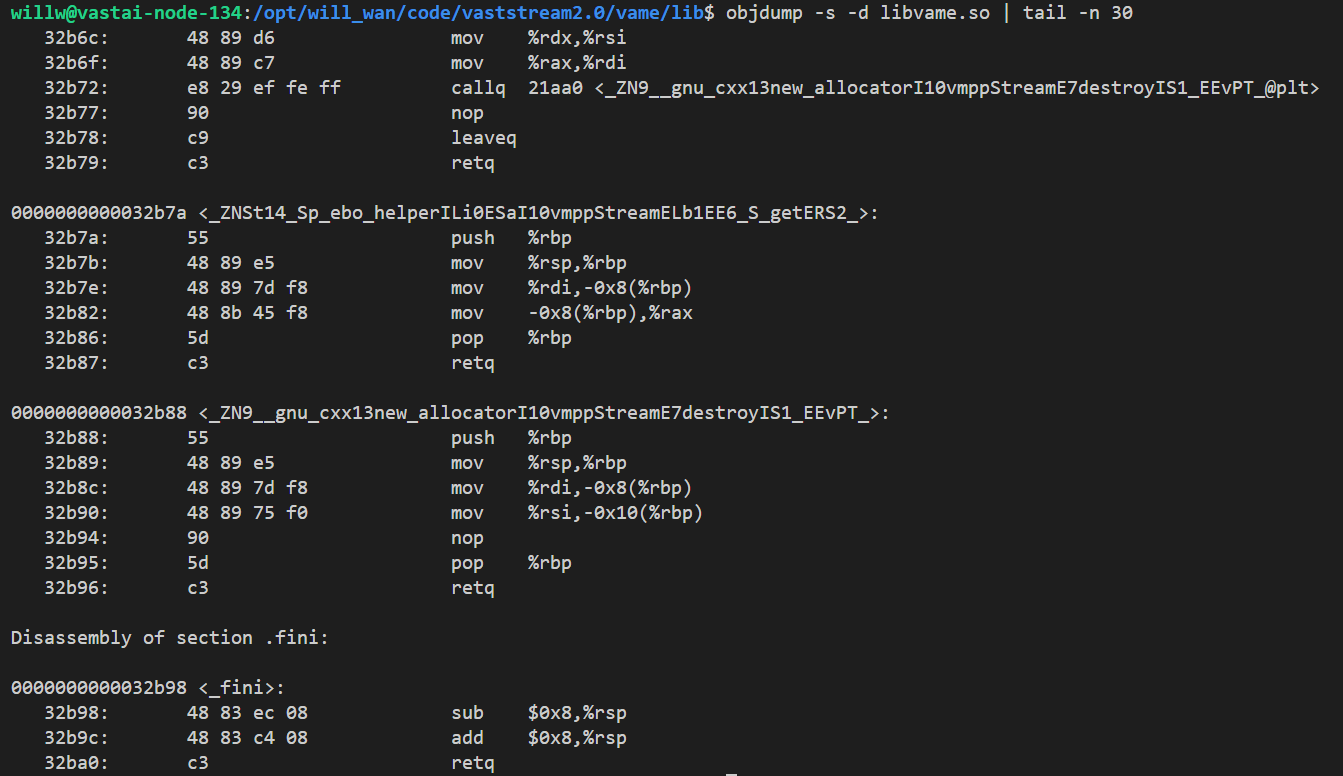 willw@vastai-node-134:/opt/will_wan/code/vaststream2.0/vame/lib$ objdump -s -d libvame.so | tail -n 30
   32b6c:       48 89 d6                mov    %rdx,%rsi
   32b6f:       48 89 c7                mov    %rax,%rdi
   32b72:       e8 29 ef fe ff          callq  21aa0 <_ZN9__gnu_cxx13new_allocatorI10vmppStreamE7destroyIS1_EEvPT_@plt>
   32b77:       90                      nop
   32b78:       c9                      leaveq
   32b79:       c3                      retq

0000000000032b7a <_ZNSt14_Sp_ebo_helperILi0ESaI10vmppStreamELb1EE6_S_getERS2_>:
   32b7a:       55                      push   %rbp
   32b7b:       48 89 e5                mov    %rsp,%rbp
   32b7e:       48 89 7d f8             mov    %rdi,-0x8(%rbp)
   32b82:       48 8b 45 f8             mov    -0x8(%rbp),%rax
   32b86:       5d                      pop    %rbp
   32b87:       c3                      retq

0000000000032b88 <_ZN9__gnu_cxx13new_allocatorI10vmppStreamE7destroyIS1_EEvPT_>:
   32b88:       55                      push   %rbp
   32b89:       48 89 e5                mov    %rsp,%rbp
   32b8c:       48 89 7d f8             mov    %rdi,-0x8(%rbp)
   32b90:       48 89 75 f0             mov    %rsi,-0x10(%rbp)
   32b94:       90                      nop
   32b95:       5d                      pop    %rbp
   32b96:       c3                      retq

Disassembly of section .fini:

0000000000032b98 <_fini>:
   32b98:       48 83 ec 08             sub    $0x8,%rsp
   32b9c:       48 83 c4 08             add    $0x8,%rsp
   32ba0:       c3                      retq